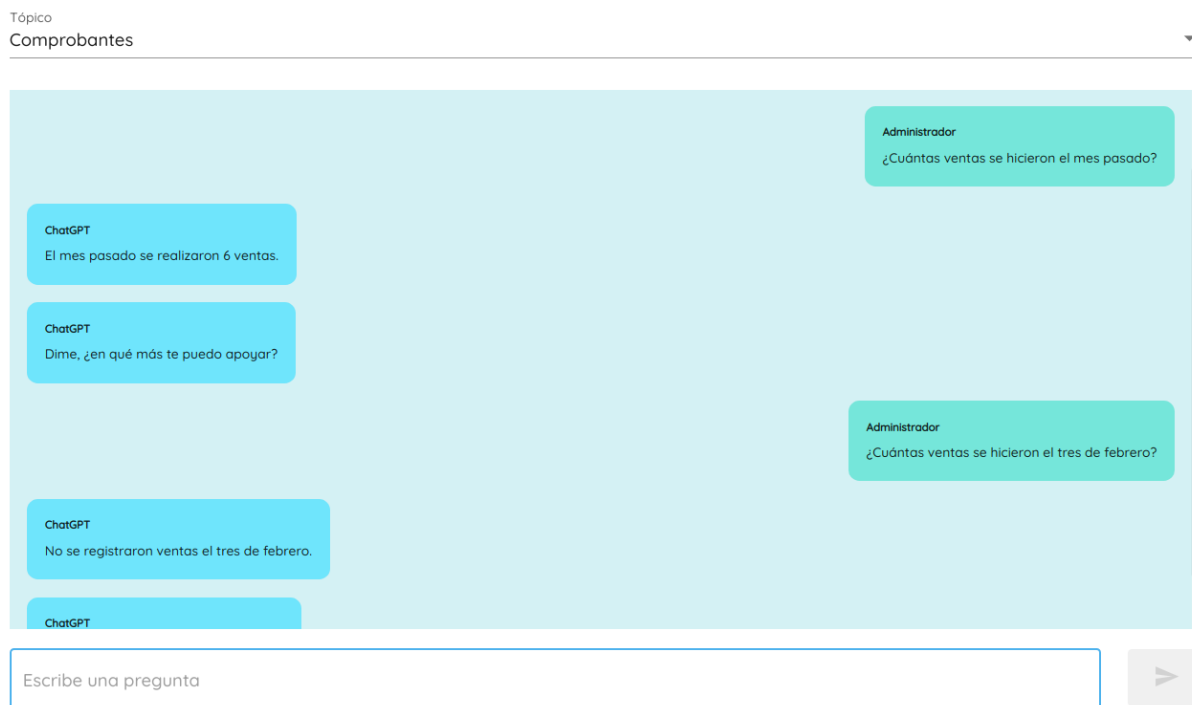 Tópico
Comprobantes
Administrador
¿Cuántas ventas se hicieron el mes pasado?
ChatGPT
El mes pasado se realizaron 6 ventas.
ChatGPT
Dime, ¿en qué más te puedo apoyar?
Administrador
¿Cuántas ventas se hicieron el tres de febrero?
ChatGPT
No se registraron ventas el tres de febrero.
ChatGPT
Escribe una pregunta